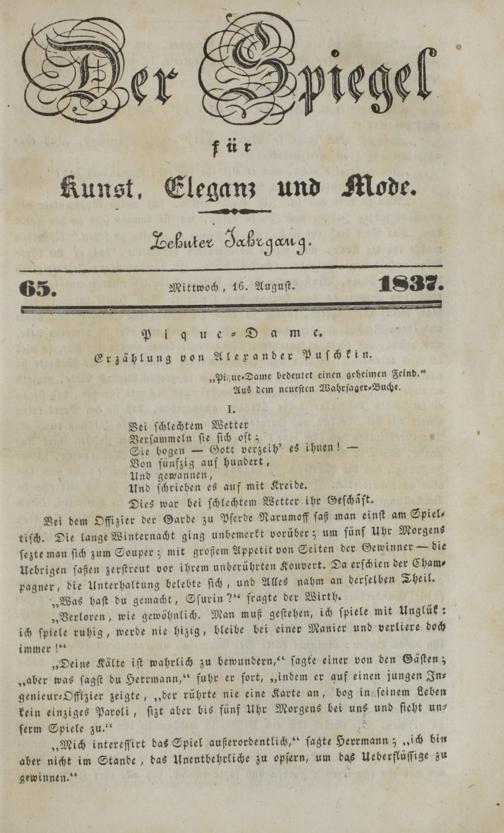 Der Spiegel
für
Kunst, Eleganz und Mode.
Zehnter Jahrgang.
65. Mittwoch, 16. August. 1837.
Pique-Dame.
Erzählung von Alexander Puschkin.
„Pique-Dame bedeutet einen geheimen Feind."
Aus dem neuesten Wahrsager-Buche.
I.
Bei schlechtem Wetter
Versammeln sie sich oft;
Sie bogen — Gott verzeih' es ihnen! —
Von fünfzig auf hundert,
Und gewannen,
Und schrieben es auf mit Kreide.
Dies war bei schlechtem Wetter ihr Geschäft.
Bei dem Offizier der Garde zu Pferde Narumoff saß man einst am Spiel-
tisch. Die lange Winternacht ging unbemerkt vorüber; um fünf Uhr Morgens
sezte man sich zum Souper; mit großem Appetit von Seiten der Gewinner — die
Uebrigen saßen zerstreut vor ihrem unberührten Kouvert. Da erschien der Cham-
pagner, die Unterhaltung belebte sich, und Alles nahm an derselben Theil.
„Was hast du gemacht, Ssurin?" fragte der Wirth.
„Verloren, wie gewöhnlich. Man muß gestehen, ich spiele mit Unglük:
ich spiele ruhig, werde nie hizig, bleibe bei einer Manier und verliere doch
immer!"
„Deine Kälte ist wahrlich zu bewundern," sagte einer von den Gästen;
„aber was sagst du Herrmann," fuhr er fort, „indem er auf einen jungen In-
genieur-Offizier zeigte, „der rührte nie eine Karte an, bog in seinem Leben
kein einziges Paroli, sizt aber bis fünf Uhr Morgens bei uns und sieht un-
serm Spiele zu."
„Mich interessirt das Spiel außerordentlich," sagte Herrmann; „ich bin
aber nicht im Stande, das Unentbehrliche zu opfern, um das Ueberflüssige zu
gewinnen."